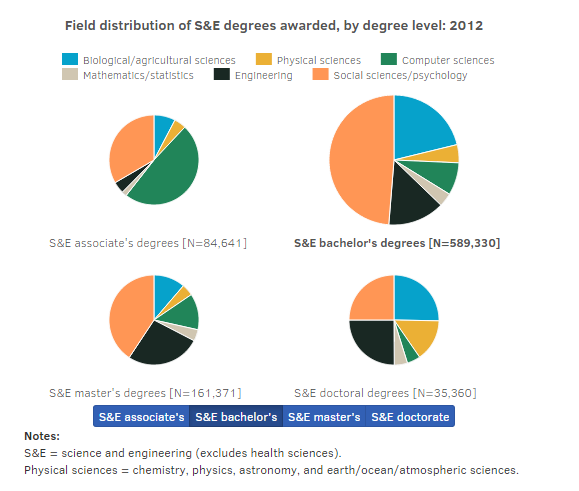 Field distribution of S&E degrees awarded, by degree level: 2012
Biological/agricultural sciences Physical sciences Computer sciences
Mathematics/statistics Engineering Social sciences/psychology
S&E associate's degrees [N=84,641] S&E bachelor's degrees [N=589,330]
S&E master's degrees [N=161,371] S&E doctoral degrees [N=35,360]
S&E associate's S&E bachelor's S&E master's S&E doctorate
Notes:
S&E = science and engineering (excludes health sciences).
Physical sciences = chemistry, physics, astronomy, and earth/ocean/atmospheric sciences.